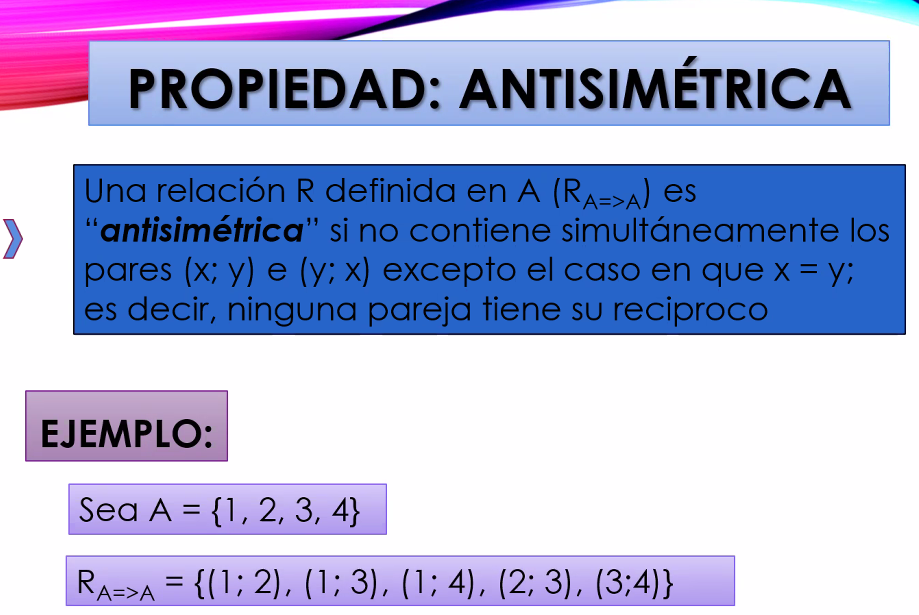 PROPIEDAD: ANTISIMÉTRICA
Una relación R definida en A (R_A=>A) es
“antisimétrica” si no contiene simultáneamente los
pares (x; y) e (y; x) excepto el caso en que x = y;
es decir, ninguna pareja tiene su reciproco
EJEMPLO:
Sea A = {1, 2, 3, 4}
R_A=>A = {(1; 2), (1; 3), (1; 4), (2; 3), (3;4)}